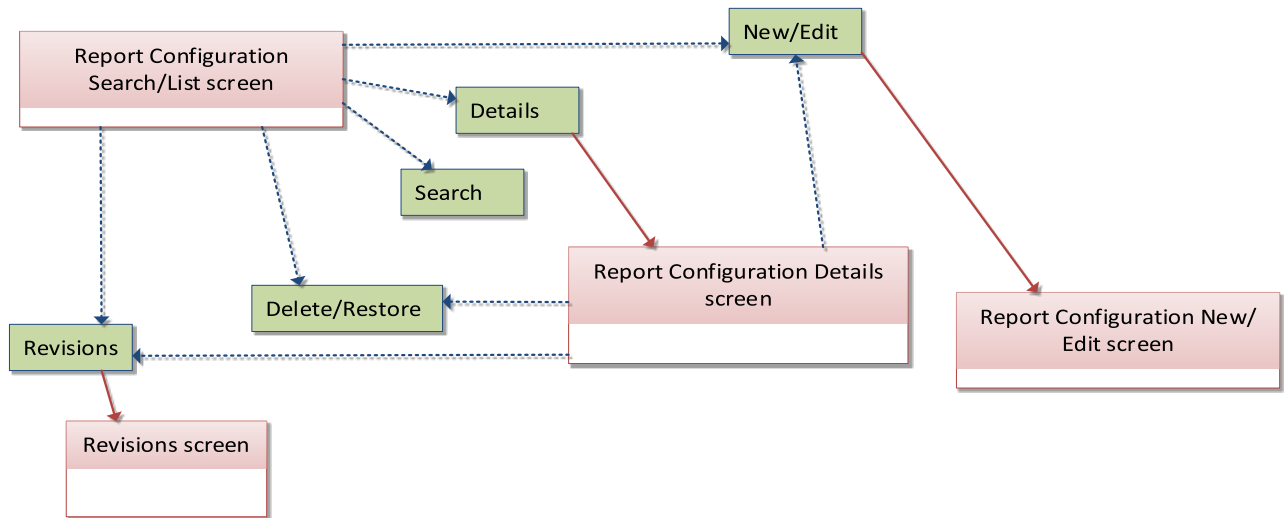 New/Edit
Report Configuration
Search/List screen
Details
Search
Report Configuration Details
screen
Delete/Restore
Report Configuration New/
Edit screen
Revisions
Revisions screen